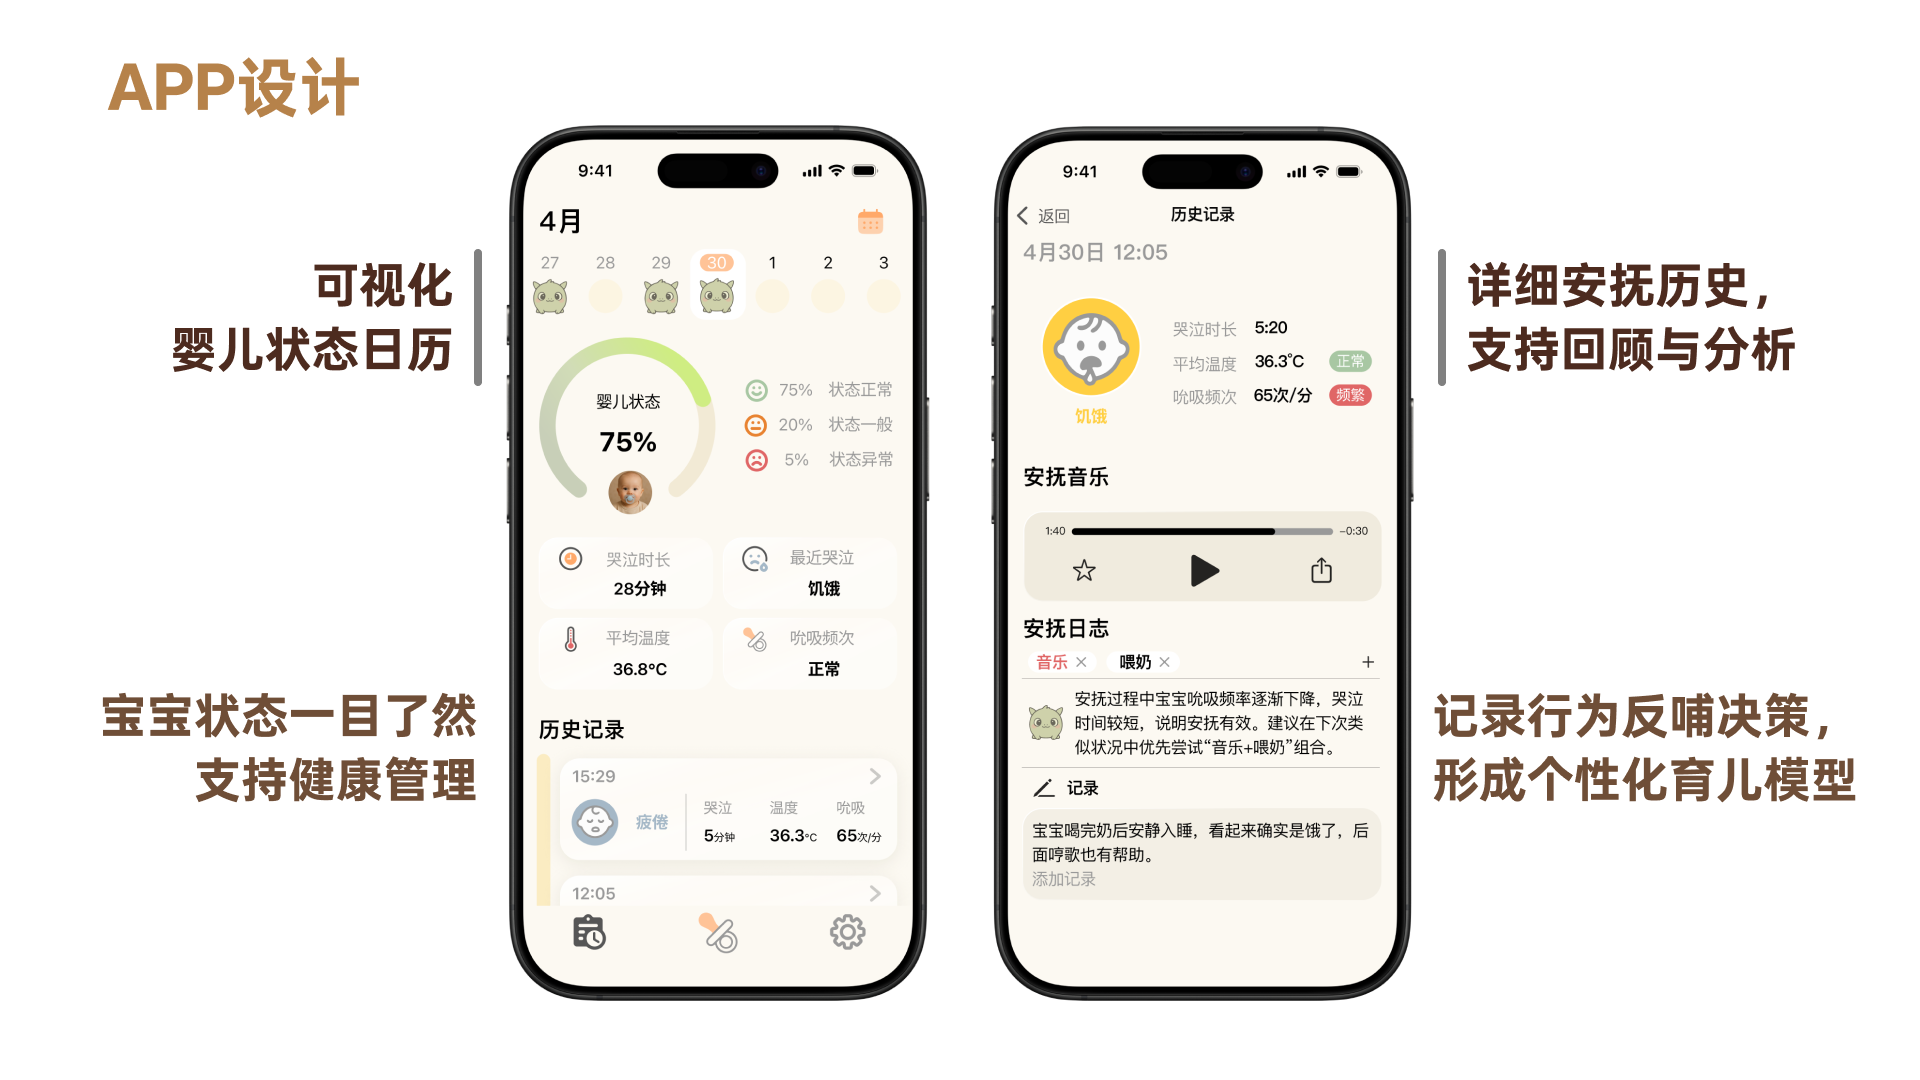 APP设计
可视化
婴儿状态日历
宝宝状态一目了然
支持健康管理
9:41
4月
27 28 29 30 1 2 3
婴儿状态
75%
75% 状态正常
20% 状态一般
5% 状态异常
哭泣时长
28分钟
最近哭泣
饥饿
平均温度
36.8°C
吮吸频次
正常
历史记录
15:29
疲倦
哭泣 温度 吮吸
5分钟 36.3°C 65次/分
12:05
9:41
返回 历史记录
4月30日 12:05
饥饿
哭泣时长 5:20
平均温度 36.3°C 正常
吮吸频次 65次/分 频繁
安抚音乐
1:40 -0:30
安抚日志
音乐 × 喂奶 × +
安抚过程中宝宝吮吸频率逐渐下降，哭泣
时间较短，说明安抚有效。建议在下次类
似状况中优先尝试“音乐+喂奶”组合。
记录
宝宝喝完奶后安静入睡，看起来确实是饿了，后
面哼歌也有帮助。
添加记录
详细安抚历史，
支持回顾与分析
记录行为反哺决策，
形成个性化育儿模型